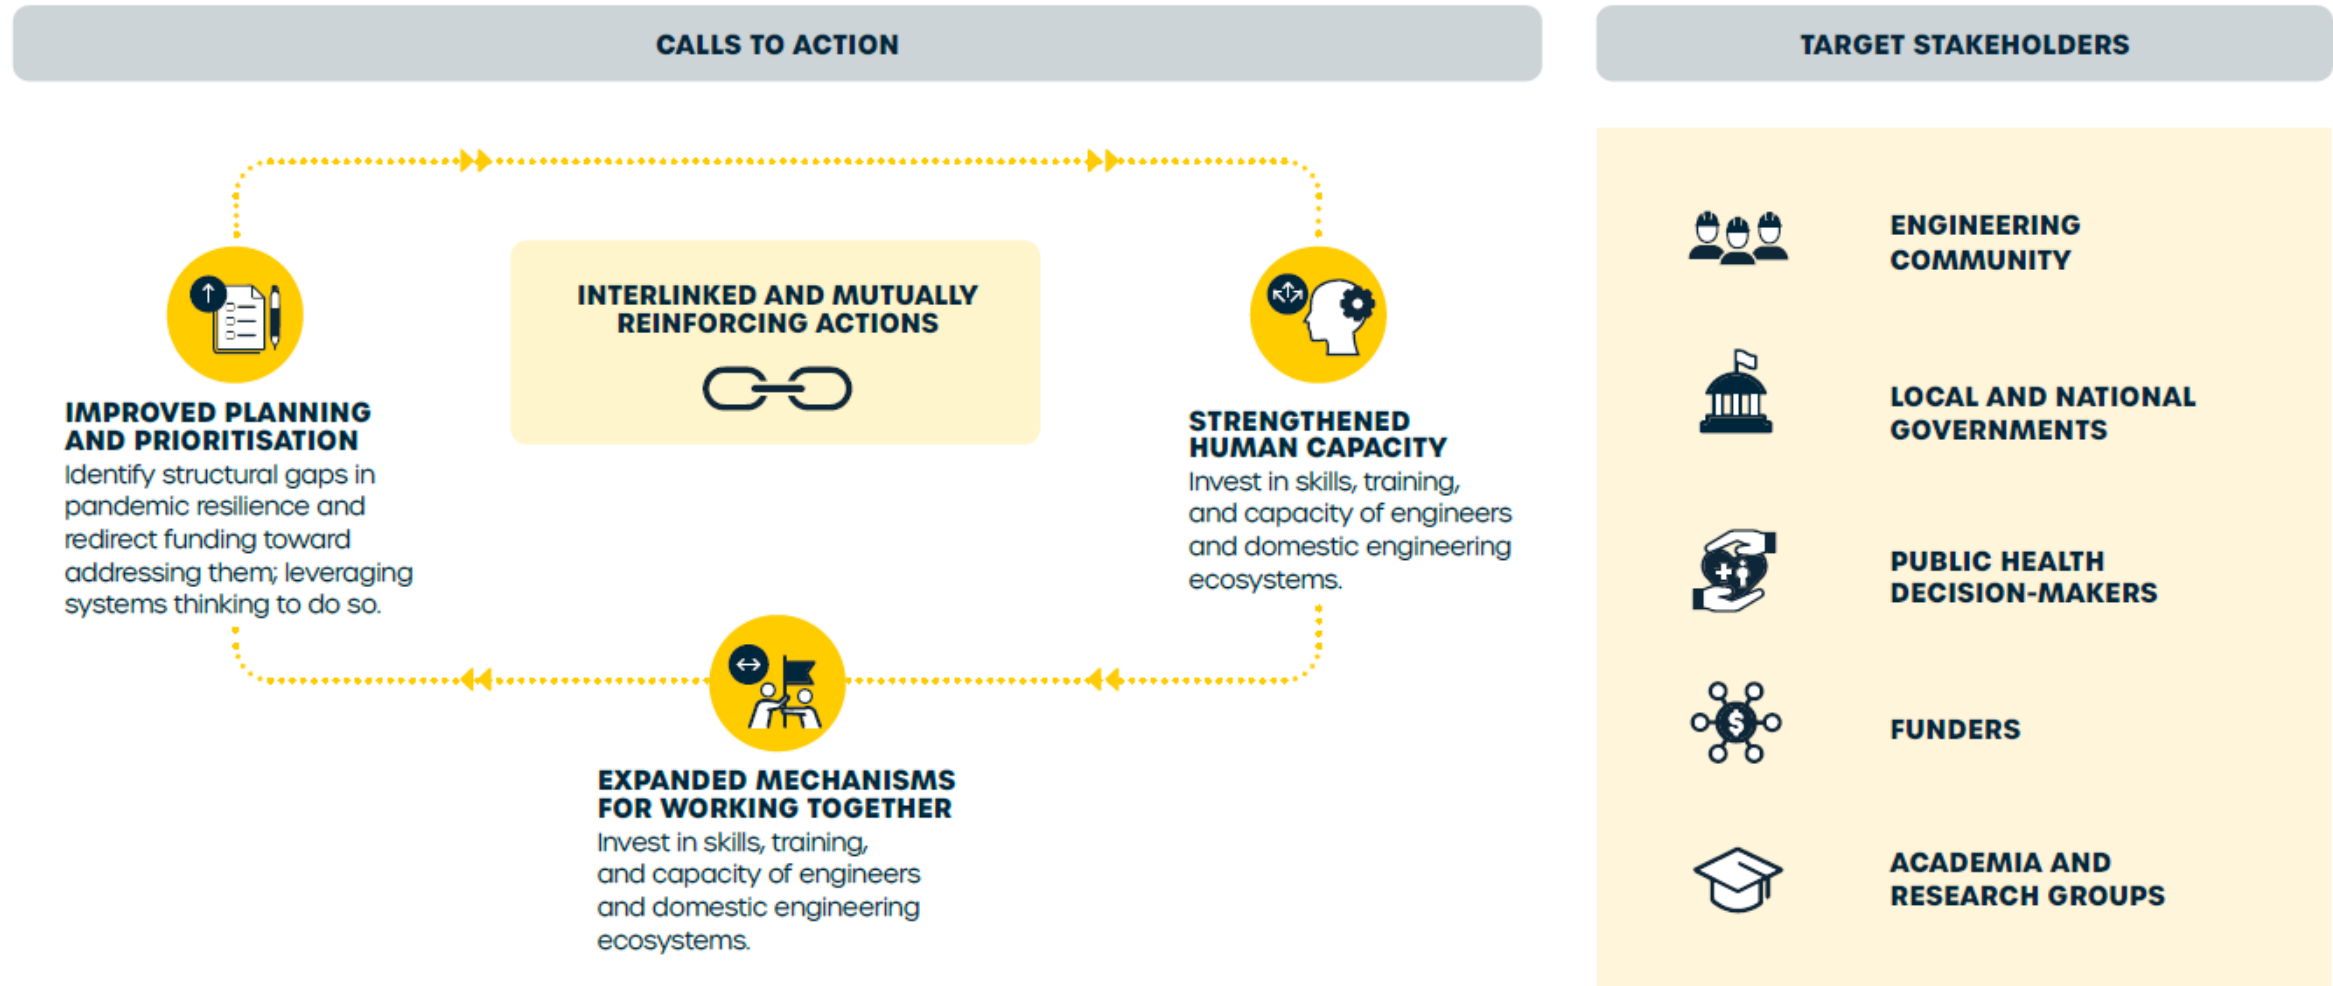 CALLS TO ACTION
TARGET STAKEHOLDERS
INTERLINKED AND MUTUALLY
REINFORCING ACTIONS
IMPROVED PLANNING
AND PRIORITISATION
Identify structural gaps in
pandemic resilience and
redirect funding toward
addressing them; leveraging
systems thinking to do so.
STRENGTHENED
HUMAN CAPACITY
Invest in skills, training,
and capacity of engineers
and domestic engineering
ecosystems.
EXPANDED MECHANISMS
FOR WORKING TOGETHER
Invest in skills, training,
and capacity of engineers
and domestic engineering
ecosystems.
ENGINEERING
COMMUNITY
LOCAL AND NATIONAL
GOVERNMENTS
PUBLIC HEALTH
DECISION-MAKERS
$
FUNDERS
ACADEMIA AND
RESEARCH GROUPS